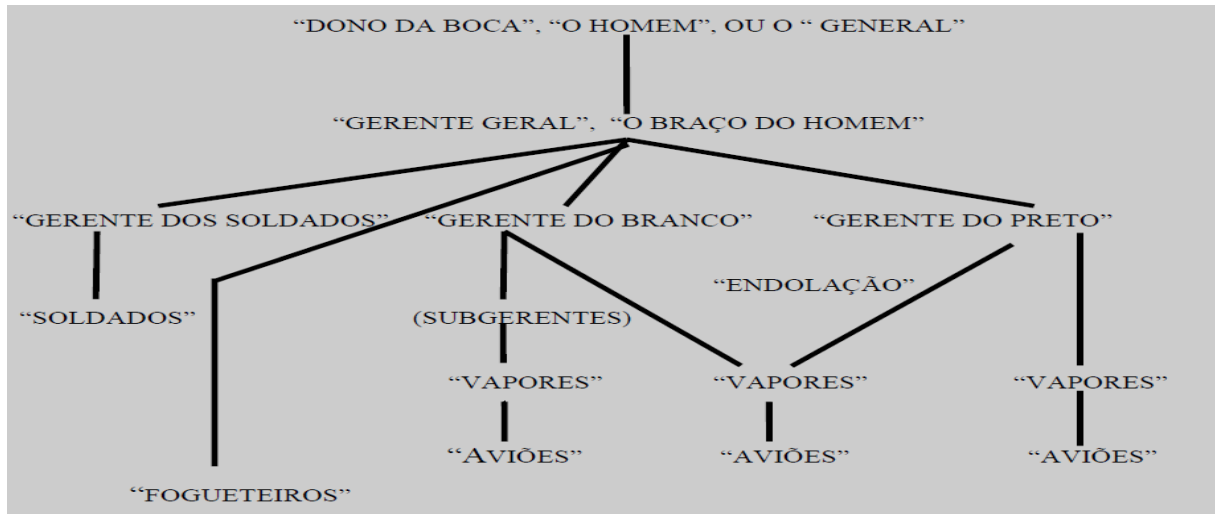 “DONO DA BOCA”, “O HOMEM”, OU O “ GENERAL”
“GERENTE GERAL”, “O BRAÇO DO HOMEM”
“GERENTE DOS SOLDADOS” “GERENTE DO BRANCO” “GERENTE DO PRETO”
“ENDOLAÇÃO”
“SOLDADOS” (SUBGERENTES)
“VAPORES” “VAPORES” “VAPORES”
“AVIÕES” “AVIÕES” “AVIÕES”
“FOGUETEIROS”